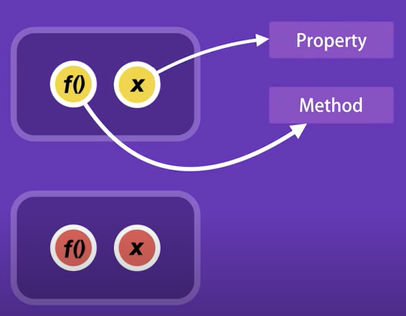 Property
f() x
Method
f() x